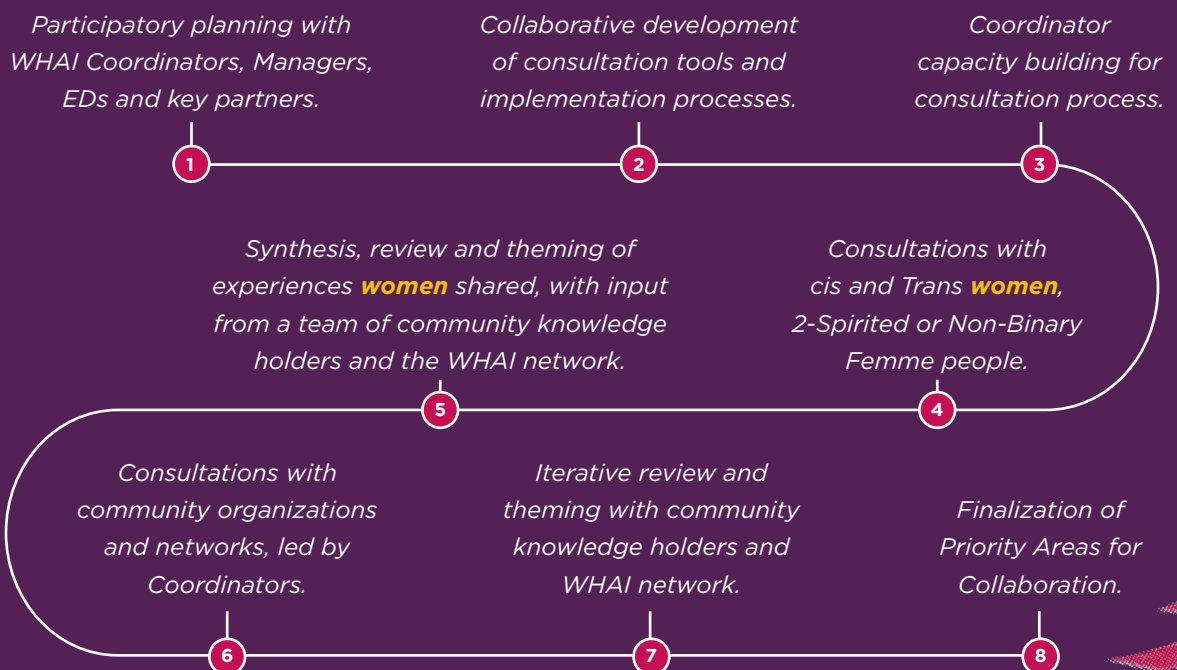 Participatory planning with
WHAI Coordinators, Managers,
EDs and key partners.
1
Collaborative development
of consultation tools and
implementation processes.
2
Coordinator
capacity building for
consultation process.
3
Consultations with
cis and Trans women,
2-Spirited or Non-Binary
Femme people.
4
Synthesis, review and theming of
experiences women shared, with input
from a team of community knowledge
holders and the WHAI network.
5
Consultations with
community organizations
and networks, led by
Coordinators.
6
Iterative review and
theming with community
knowledge holders and
WHAI network.
7
Finalization of
Priority Areas for
Collaboration.
8